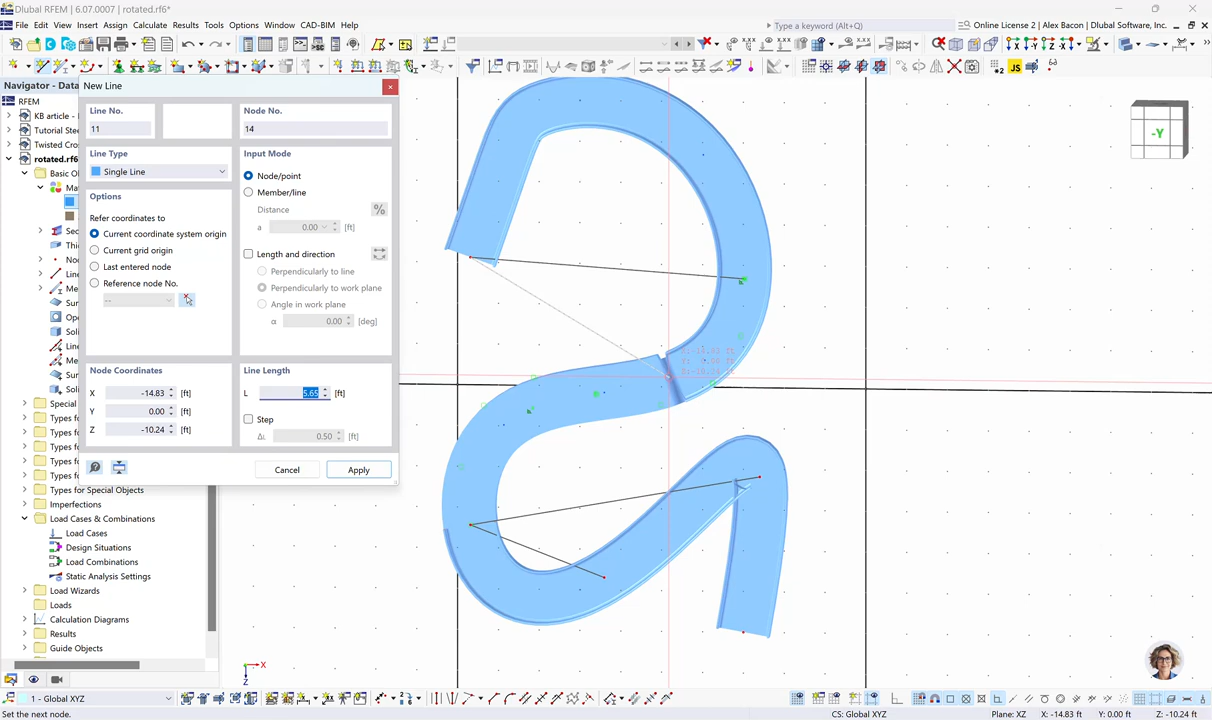 Dlubal RFEM | 6.07.0007 | rotated.rf6*
File Edit View Insert Assign Calculate Results Tools Options Window CAD-BIM Help
Type a keyword (Alt+Q)
Online License 2 | Alex Bacon | Dlubal Software, Inc.
Navigator - Data
RFEM
KB article -
Tutorial Stee
Twisted Cros
rotated.rf6*
Basic Ob
New Line
Line No.
11
Node No.
14
Line Type
Single Line
Input Mode
Node/point
Member/line
Distance
a 0.00 [ft]
Options
Refer coordinates to
Current coordinate system origin
Current grid origin
Last entered node
Reference node No.
--
Length and direction
Perpendicularly to line
Perpendicularly to work plane
Angle in work plane
α 0.00 [deg]
Node Coordinates
X -14.83 [ft]
Y 0.00 [ft]
Z -10.24 [ft]
Line Length
L 5.65 [ft]
Step
0.50 [ft]
Cancel
Apply
Types for Special Objects
Imperfections
Load Cases & Combinations
Load Cases
Design Situations
Load Combinations
Static Analysis Settings
Load Wizards
Loads
Calculation Diagrams
Results
Guide Objects
-Y
X
Z
1 - Global XYZ
Set the next node.
CS: Global XYZ
Plane: XZ
X: -14.83 ft
Y: 0.00 ft
Z: -10.24 ft